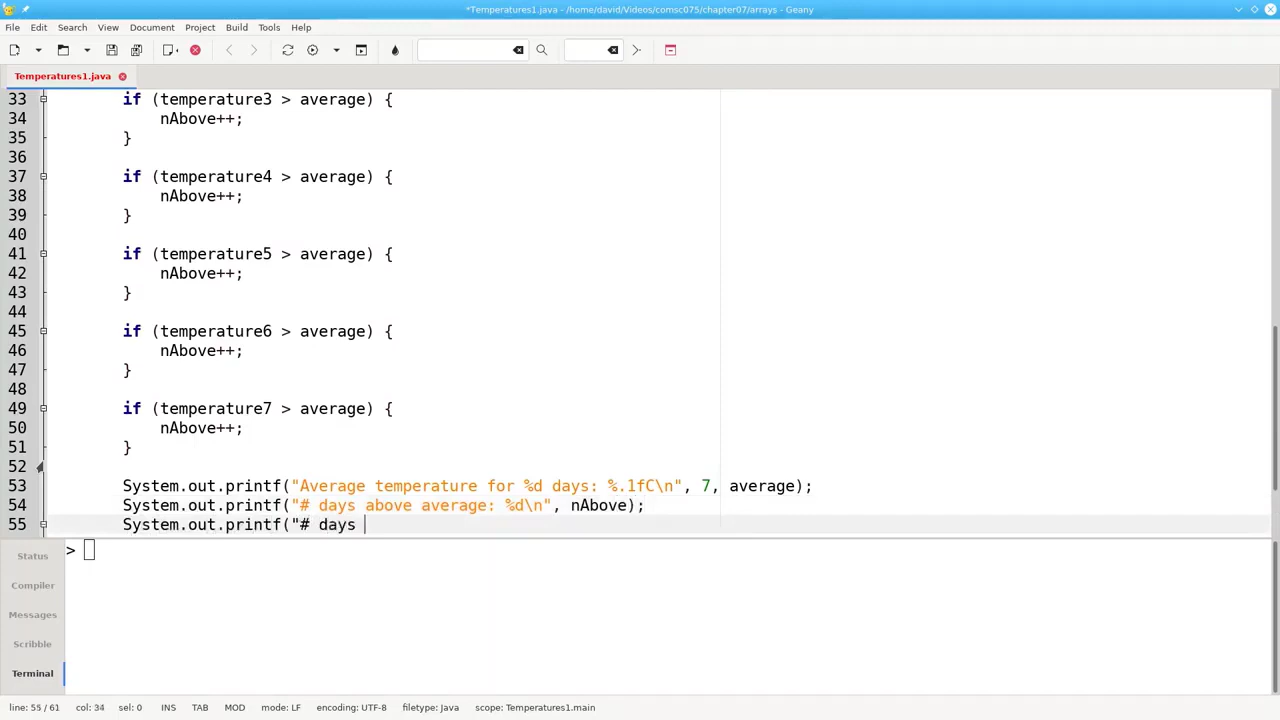 *Temperatures1.java - /home/david/Videos/comsc075/chapter07/arrays - Geany
File Edit Search View Document Project Build Tools Help
Temperatures1.java
33 if (temperature3 > average) {
34 nAbove++;
35 }
36
37 if (temperature4 > average) {
38 nAbove++;
39 }
40
41 if (temperature5 > average) {
42 nAbove++;
43 }
44
45 if (temperature6 > average) {
46 nAbove++;
47 }
48
49 if (temperature7 > average) {
50 nAbove++;
51 }
52
53 System.out.printf("Average temperature for %d days: %.1fC\n", 7, average);
54 System.out.printf("# days above average: %d\n", nAbove);
55 System.out.printf("# days
Status
Compiler
Messages
Scribble
Terminal
>
line: 55 / 61 col: 34 sel: 0 INS TAB MOD mode: LF encoding: UTF-8 filetype: Java scope: Temperatures1.main